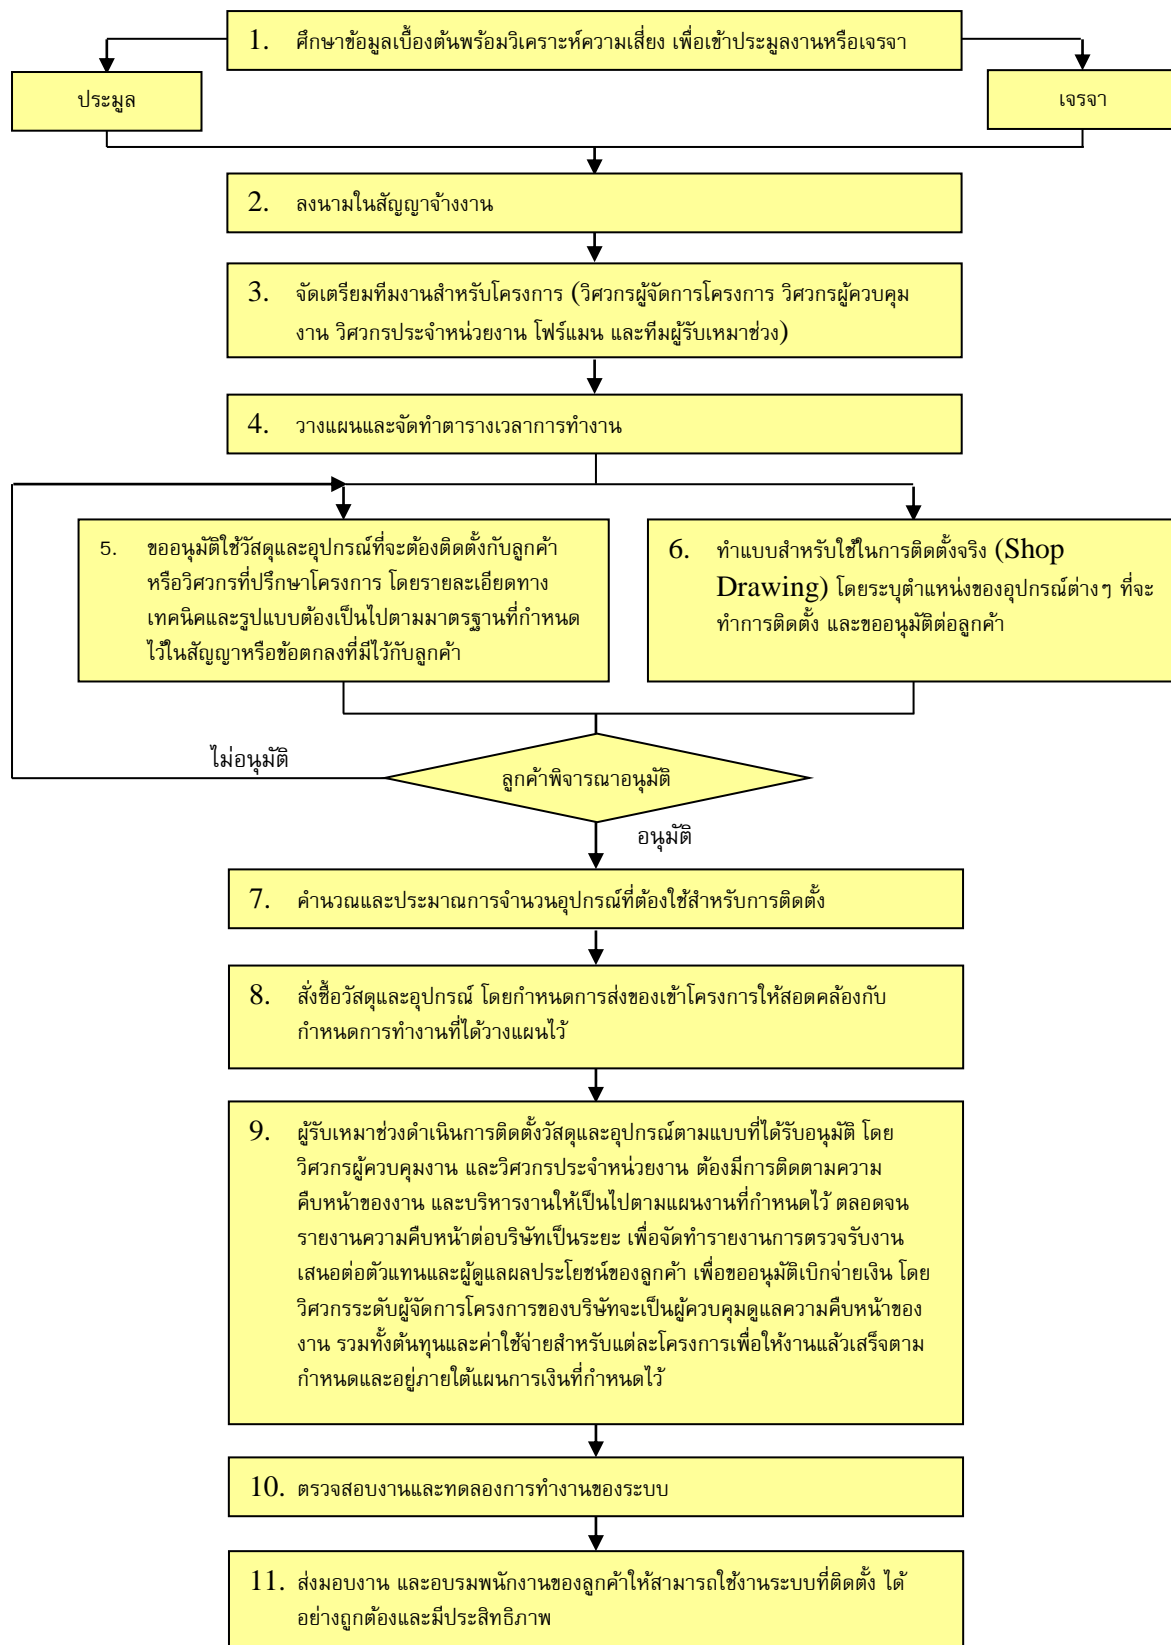 1. ศึกษาข้อมูลเบื้องต้นพร้อมวิเคราะห์ความเสี่ยง เพื่อเข้าประมูลงานหรือเจรจา
ประมูล
เจรจา
2. ลงนามในสัญญาจ้างงาน
3. จัดเตรียมทีมงานสำหรับโครงการ (วิศวกรผู้จัดการโครงการ วิศวกรผู้ควบคุม
งาน วิศวกรประจำหน่วยงาน โฟร์แมน และทีมผู้รับเหมาช่วง)
4. วางแผนและจัดทำตารางเวลาการทำงาน
5. ขออนุมัติใช้วัสดุและอุปกรณ์ที่จะต้องติดตั้งกับลูกค้า
หรือวิศวกรที่ปรึกษาโครงการ โดยรายละเอียดทาง
เทคนิคและรูปแบบต้องเป็นไปตามมาตรฐานที่กำหนด
ไว้ในสัญญาหรือข้อตกลงที่มีไว้กับลูกค้า
6. ทำแบบสำหรับใช้ในการติดตั้งจริง (Shop
Drawing) โดยระบุตำแหน่งของอุปกรณ์ต่างๆ ที่จะ
ทำการติดตั้ง และขออนุมัติต่อลูกค้า
ไม่อนุมัติ
ลูกค้าพิจารณาอนุมัติ
อนุมัติ
7. คำนวณและประมาณการจำนวนอุปกรณ์ที่ต้องใช้สำหรับการติดตั้ง
8. สั่งซื้อวัสดุและอุปกรณ์ โดยกำหนดการส่งของเข้าโครงการให้สอดคล้องกับ
กำหนดการทำงานที่ได้วางแผนไว้
9. ผู้รับเหมาช่วงดำเนินการติดตั้งวัสดุและอุปกรณ์ตามแบบที่ได้รับอนุมัติ โดย
วิศวกรผู้ควบคุมงาน และวิศวกรประจำหน่วยงาน ต้องมีการติดตามความ
คืบหน้าของงาน และบริหารงานให้เป็นไปตามแผนงานที่กำหนดไว้ ตลอดจน
รายงานความคืบหน้าต่อบริษัทเป็นระยะ เพื่อจัดทำรายงานการตรวจรับงาน
เสนอต่อตัวแทนและผู้ดูแลผลประโยชน์ของลูกค้า เพื่อขออนุมัติเบิกจ่ายเงิน โดย
วิศวกรระดับผู้จัดการโครงการของบริษัทจะเป็นผู้ควบคุมดูแลความคืบหน้าของ
งาน รวมทั้งต้นทุนและค่าใช้จ่ายสำหรับแต่ละโครงการเพื่อให้งานแล้วเสร็จตาม
กำหนดและอยู่ภายใต้แผนการเงินที่กำหนดไว้
10. ตรวจสอบงานและทดลองการทำงานของระบบ
11. ส่งมอบงาน และอบรมพนักงานของลูกค้าให้สามารถใช้งานระบบที่ติดตั้ง ได้
อย่างถูกต้องและมีประสิทธิภาพ